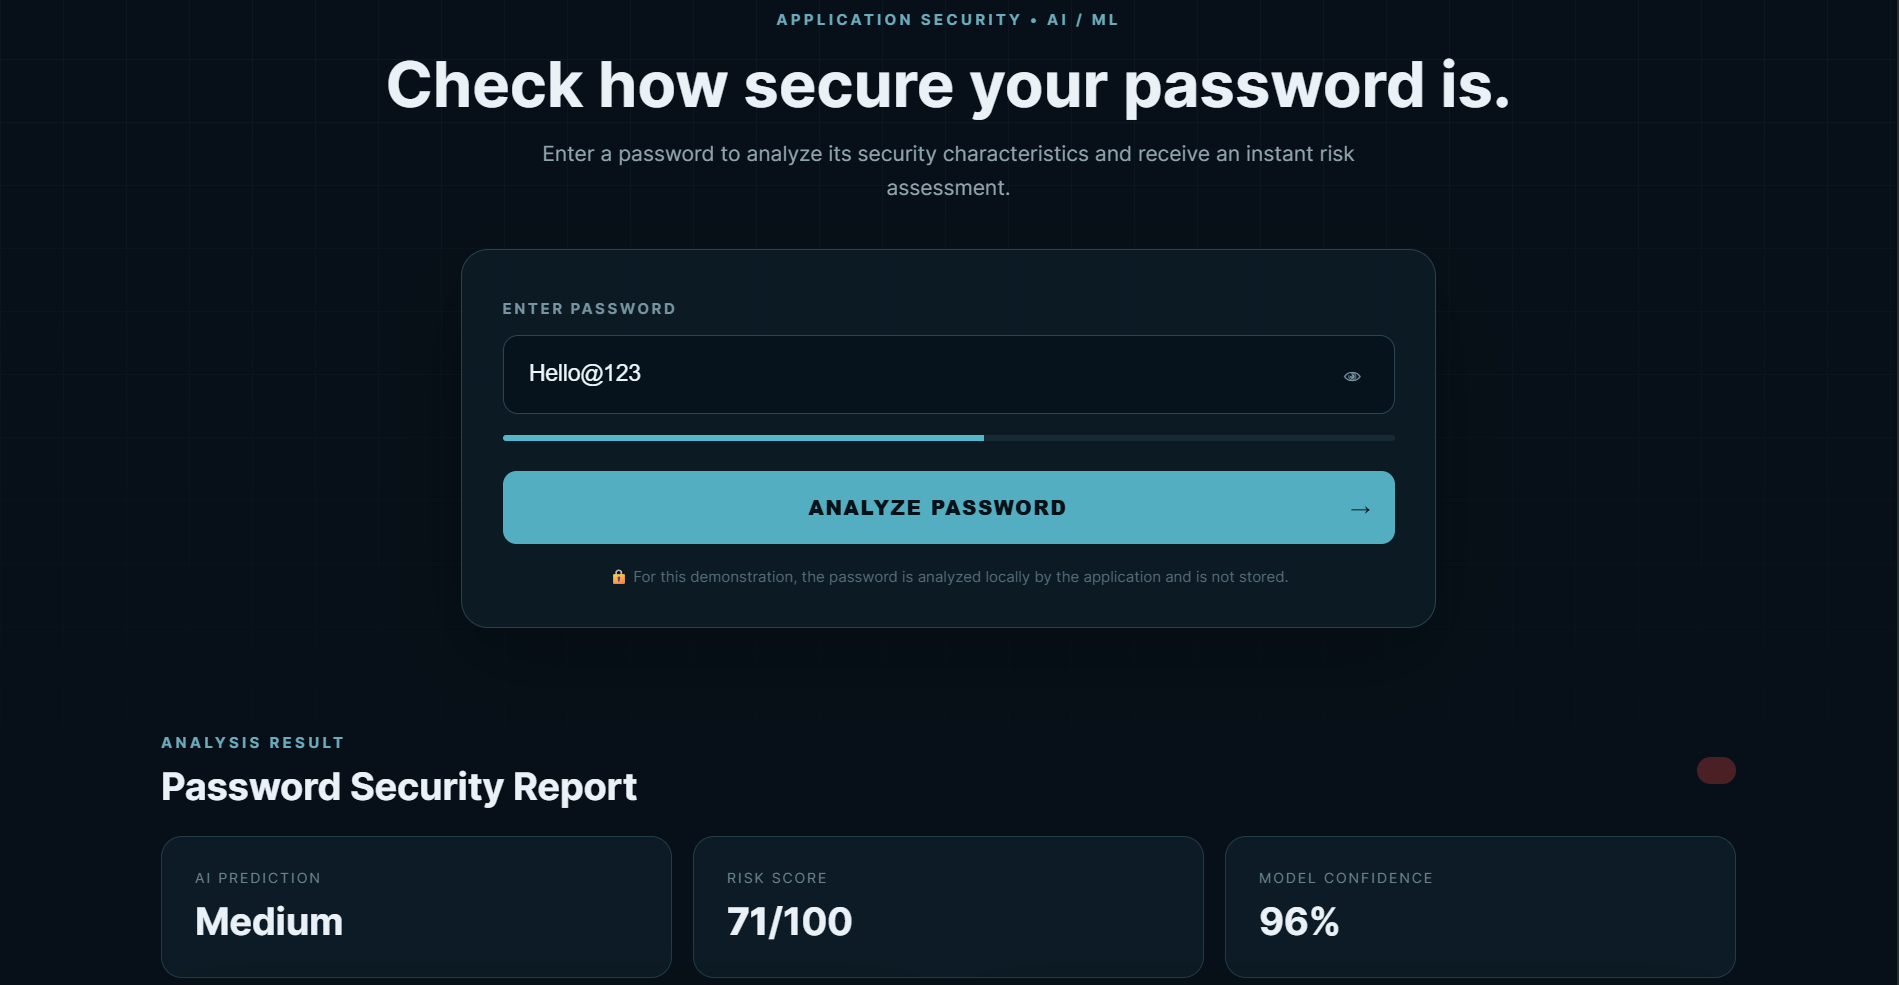 APPLICATION SECURITY • AI / ML
Check how secure your password is.
Enter a password to analyze its security characteristics and receive an instant risk
assessment.
ENTER PASSWORD
Hello@123
ANALYZE PASSWORD →
🔒 For this demonstration, the password is analyzed locally by the application and is not stored.
ANALYSIS RESULT
Password Security Report
AI PREDICTION
Medium
RISK SCORE
71/100
MODEL CONFIDENCE
96%